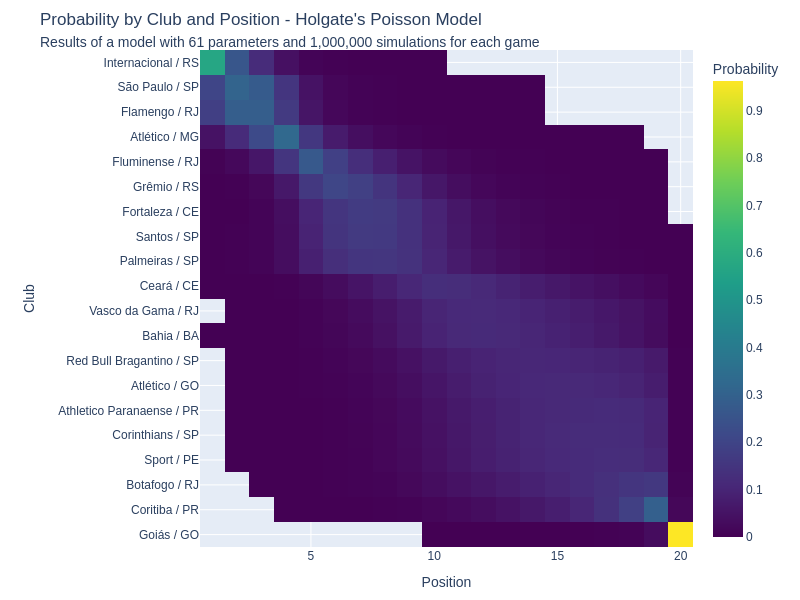 Probability by Club and Position - Holgate's Poisson Model
Results of a model with 61 parameters and 1,000,000 simulations for each game
Internacional / RS
São Paulo / SP
Flamengo / RJ
Atlético / MG
Fluminense / RJ
Grêmio / RS
Fortaleza / CE
Santos / SP
Palmeiras / SP
Ceará / CE
Vasco da Gama / RJ
Bahia / BA
Red Bull Bragantino / SP
Atlético / GO
Athletico Paranaense / PR
Corinthians / SP
Sport / PE
Botafogo / RJ
Coritiba / PR
Goiás / GO
Club
5
10
15
20
Position
Probability
0.9
0.8
0.7
0.6
0.5
0.4
0.3
0.2
0.1
0